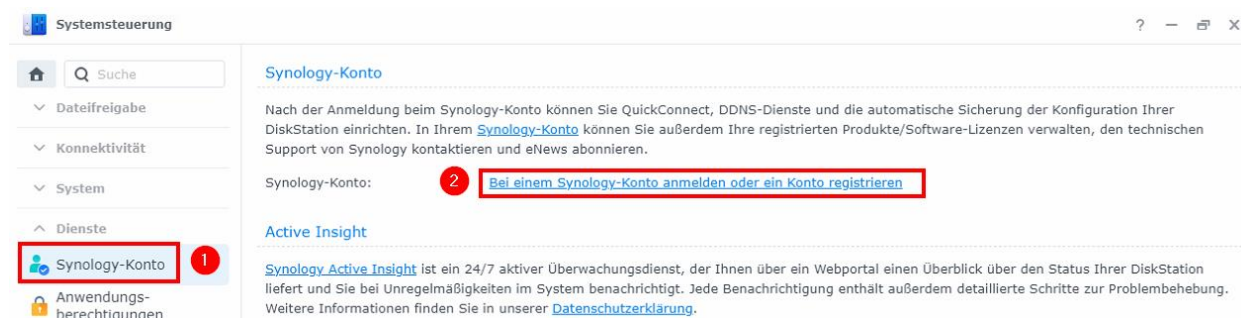 Systemsteuerung
?
Suche
Dateifreigabe
Konnektivität
System
Dienste
Synology-Konto
1
Anwendungs-
berechtigungen
Synology-Konto
Nach der Anmeldung beim Synology-Konto können Sie QuickConnect, DDNS-Dienste und die automatische Sicherung der Konfiguration Ihrer
DiskStation einrichten. In Ihrem Synology-Konto können Sie außerdem Ihre registrierten Produkte/Software-Lizenzen verwalten, den technischen
Support von Synology kontaktieren und eNews abonnieren.
Synology-Konto: 2 Bei einem Synology-Konto anmelden oder ein Konto registrieren
Active Insight
Synology Active Insight ist ein 24/7 aktiver Überwachungsdienst, der Ihnen über ein Webportal einen Überblick über den Status Ihrer DiskStation
liefert und Sie bei Unregelmäßigkeiten im System benachrichtigt. Jede Benachrichtigung enthält außerdem detaillierte Schritte zur Problembehebung.
Weitere Informationen finden Sie in unserer Datenschutzerklärung.